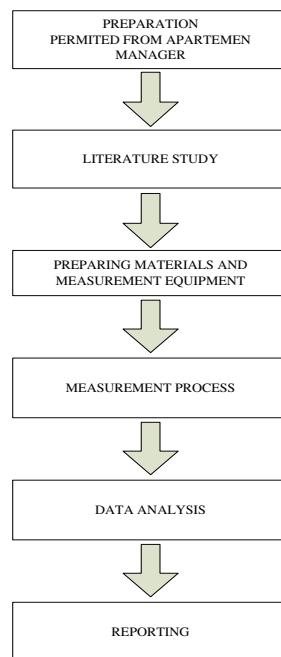 PREPARATION
PERMITED FROM APARTEMEN
MANAGER
LITERATURE STUDY
PREPARING MATERIALS AND
MEASUREMENT EQUIPMENT
MEASUREMENT PROCESS
DATA ANALYSIS
REPORTING